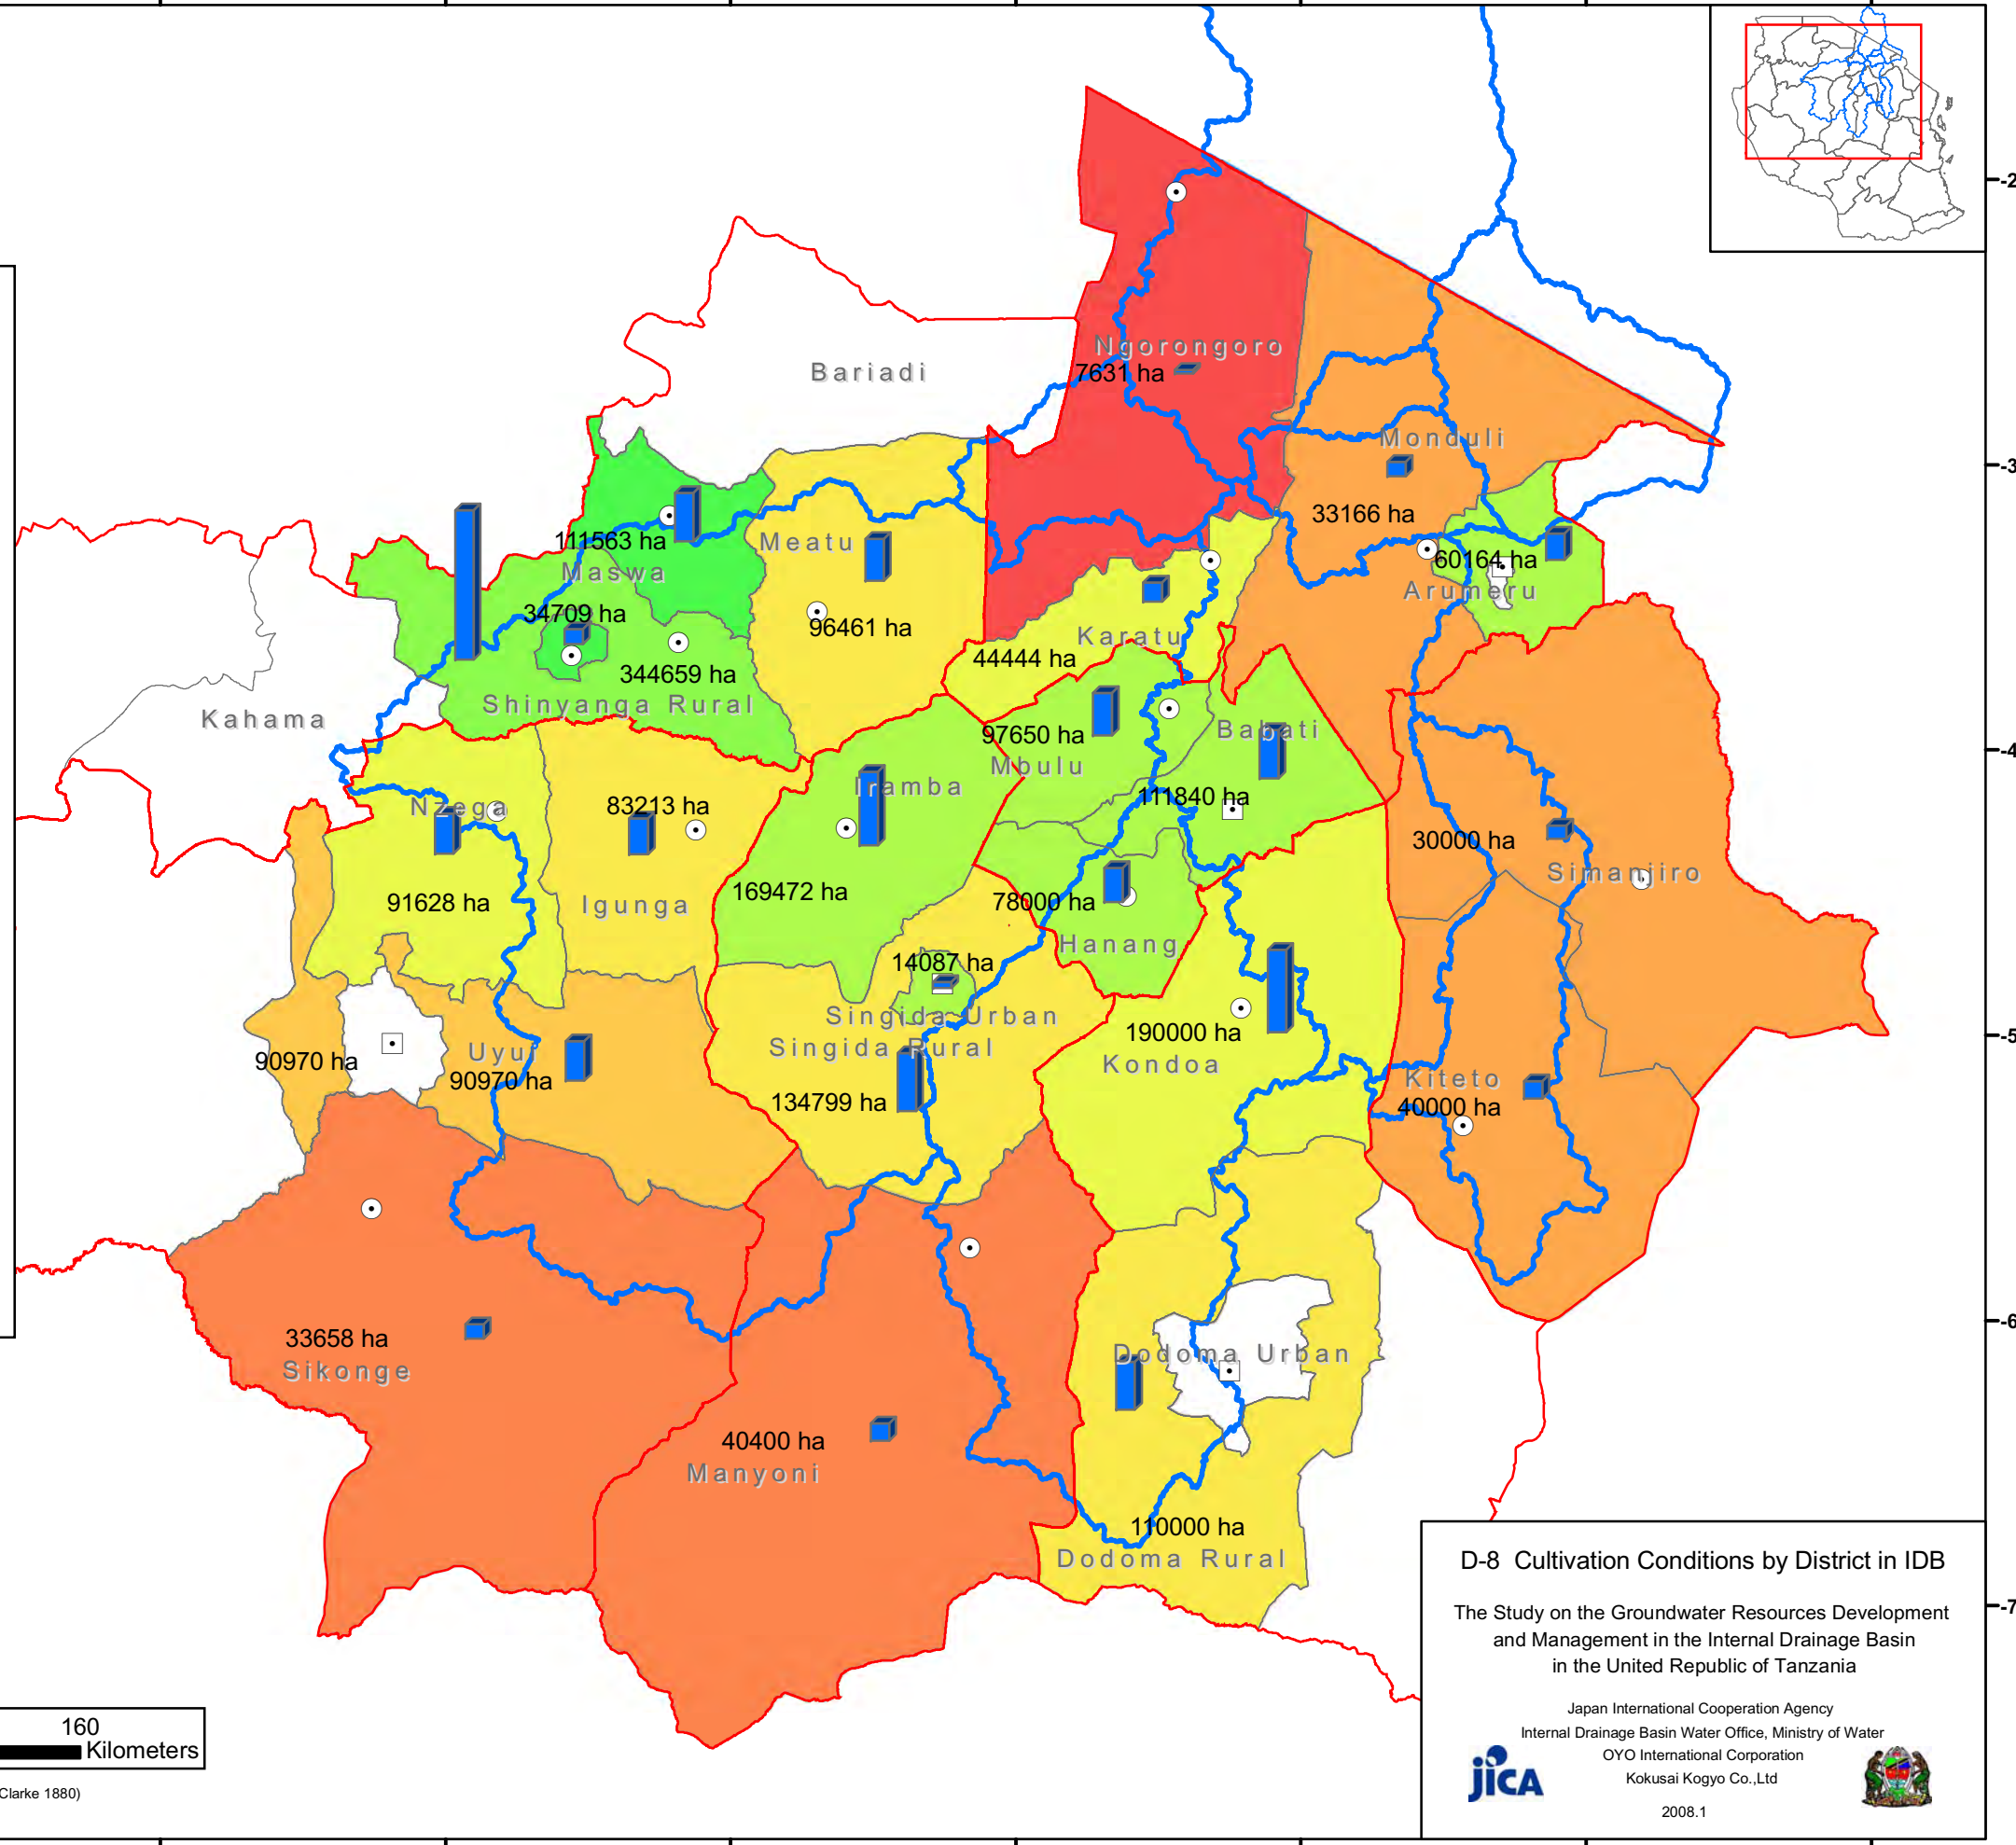 -2
Ngorongoro
7631 ha
Bariadi
Monduli
-3
33166 ha
111563 ha
Meatu
60164 ha
Maswa
Arumeru
34709 ha
96461 ha
Karatu
44444 ha
344659 ha
Shinyanga Rural
Kahama
97650 ha
Babati
-4
Mbulu
Iramba
111840 ha
Nzega
83213 ha
30000 ha
Simanjiro
169472 ha
91628 ha
Igunga
78000 ha
Hanang
14087 ha
Singida Urban
190000 ha
-5
Singida Rural
Uyui
90970 ha
Kondoa
90970 ha
Kiteto
134799 ha
40000 ha
-6
33658 ha
Dodoma Urban
Sikonge
40400 ha
Manyoni
110000 ha
Dodoma Rural
-7
D-8 Cultivation Conditions by District in IDB
The Study on the Groundwater Resources Development
and Management in the Internal Drainage Basin
in the United Republic of Tanzania
Japan International Cooperation Agency
Internal Drainage Basin Water Office, Ministry of Water
OYO International Corporation
Kokusai Kogyo Co.,Ltd
2008.1
jICA
160
Kilometers
Clarke 1880)